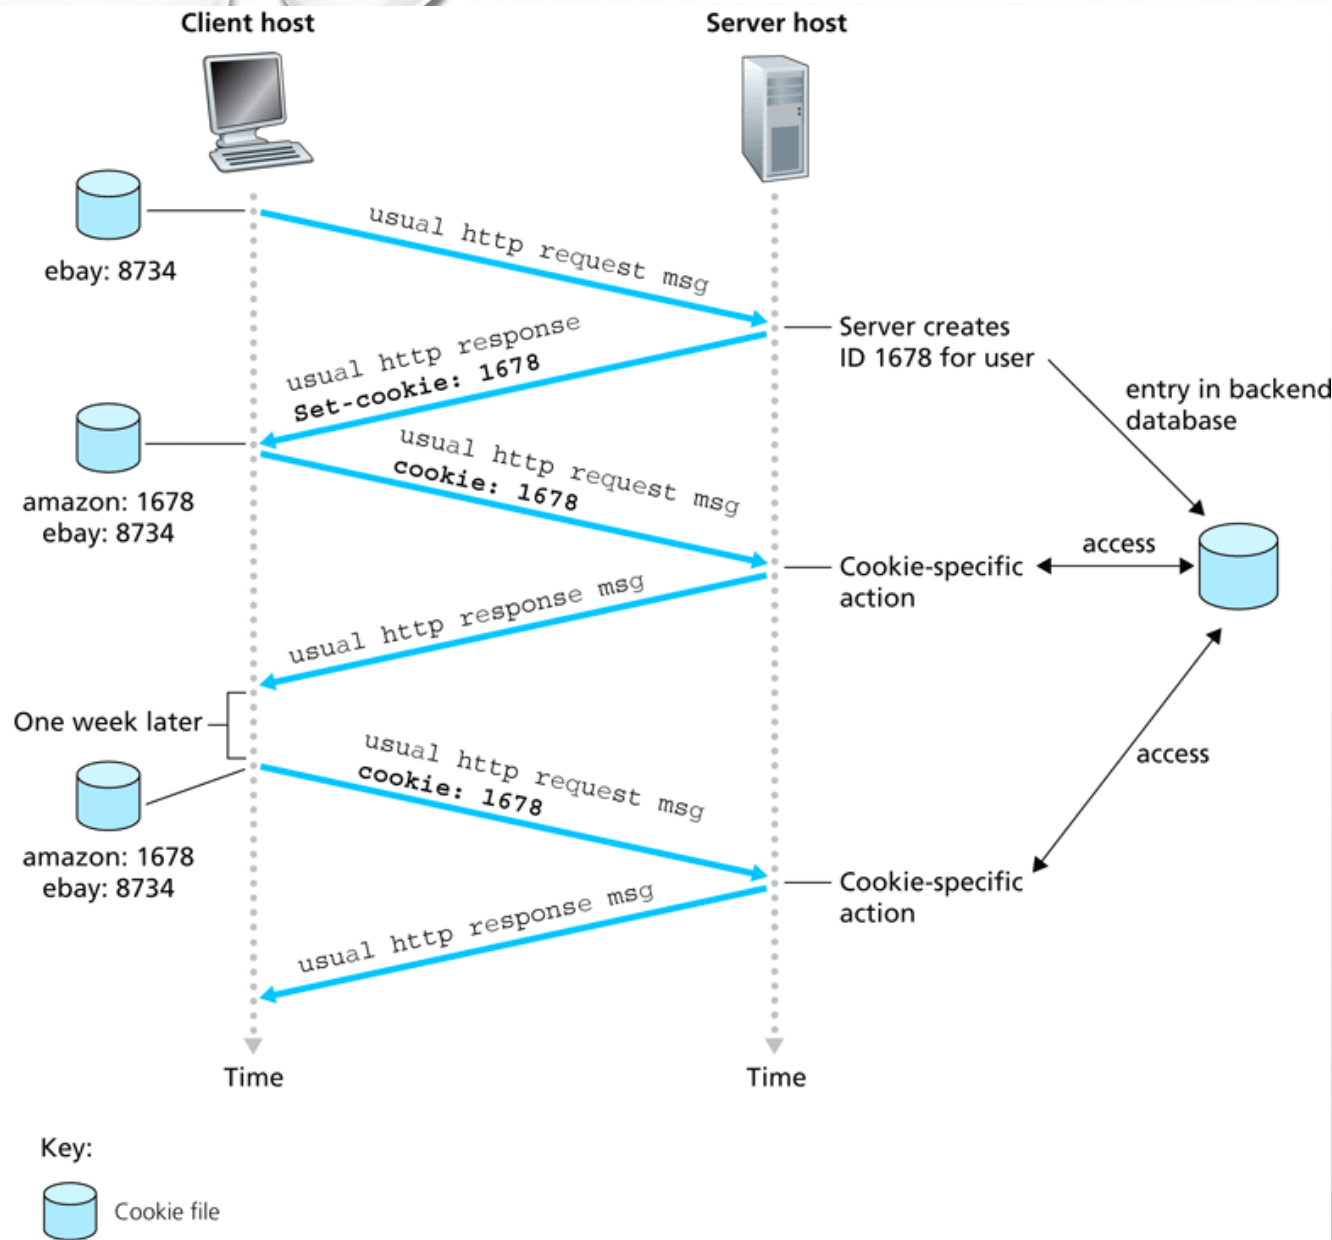 Client host
Server host
usual http request msg
ebay: 8734
Server creates
ID 1678 for user
usual http response
Set-cookie: 1678
entry in backend
database
usual http request msg
cookie: 1678
amazon: 1678
ebay: 8734
access
Cookie-specific
action
usual http response msg
One week later
usual http request msg
cookie: 1678
access
amazon: 1678
ebay: 8734
Cookie-specific
action
usual http response msg
Time
Time
Key:
Cookie file